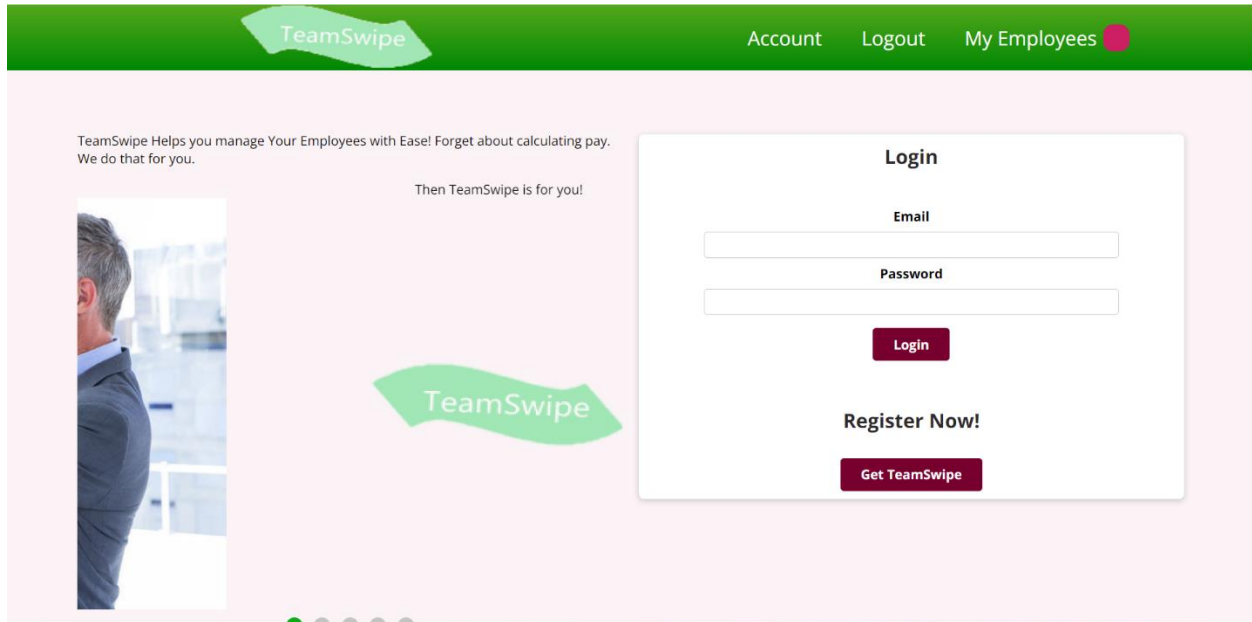 TeamSwipe
Account Logout My Employees
TeamSwipe Helps you manage Your Employees with Ease! Forget about calculating pay.
We do that for you.
Then TeamSwipe is for you!
TeamSwipe
Login
Email
Password
Login
Register Now!
Get TeamSwipe